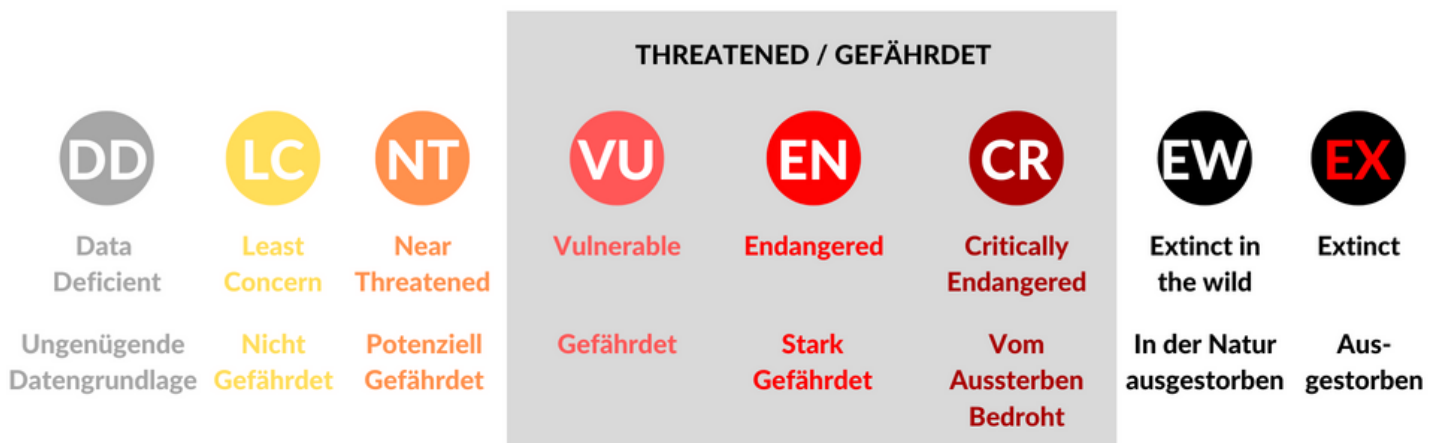 THREATENED / GEFÄHRDET
DD
LC
NT
VU
EN
CR
EW
EX
Data
Deficient
Least
Concern
Near
Threatened
Vulnerable
Endangered
Critically
Endangered
Extinct in
the wild
Extinct
Ungenügende
Datengrundlage
Nicht
Gefährdet
Potenziell
Gefährdet
Gefährdet
Stark
Gefährdet
Vom
Aussterben
Bedroht
In der Natur
ausgestorben
Aus-
gestorben